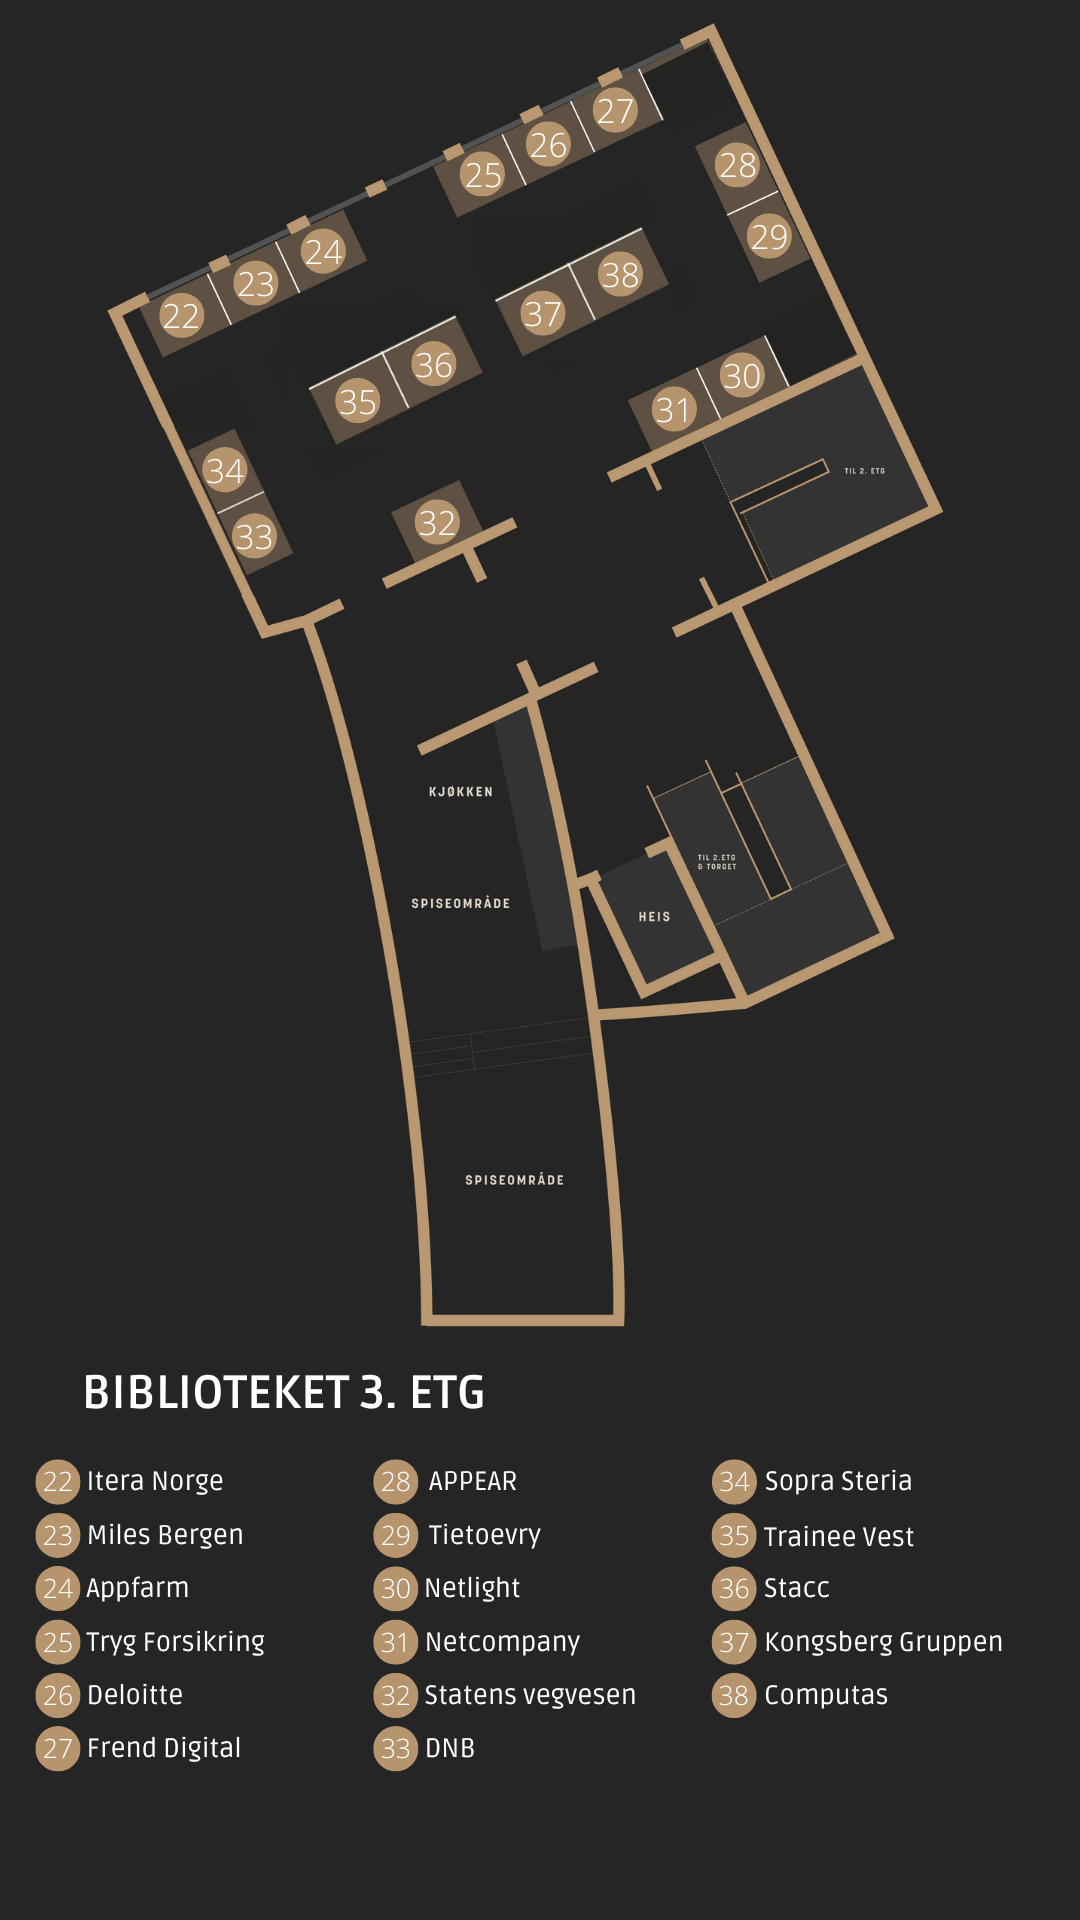 27
26
25
28
24
29
23
38
22
37
36
30
35
31
34
TIL 2. ETG
32
33
KJØKKEN
TIL 2.ETG
& TORGET
SPISEOMRÅDE
HEIS
SPISEOMRÅDE
BIBLIOTEKET 3. ETG
22 Itera Norge
23 Miles Bergen
24 Appfarm
25 Tryg Forsikring
26 Deloitte
27 Frend Digital
28 APPEAR
29 Tietoevry
30 Netlight
31 Netcompany
32 Statens vegvesen
33 DNB
34 Sopra Steria
35 Trainee Vest
36 Stacc
37 Kongsberg Gruppen
38 Computas